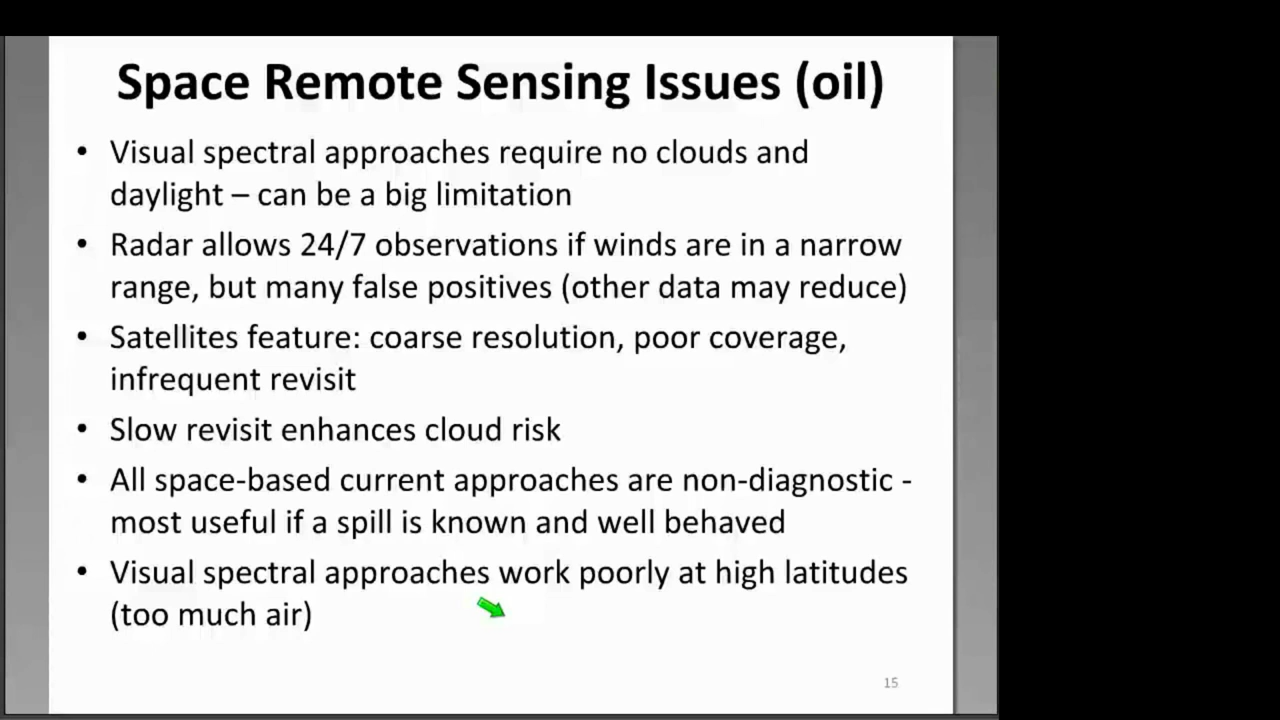 Space Remote Sensing Issues (oil)
• Visual spectral approaches require no clouds and
daylight – can be a big limitation
• Radar allows 24/7 observations if winds are in a narrow
range, but many false positives (other data may reduce)
• Satellites feature: coarse resolution, poor coverage,
infrequent revisit
• Slow revisit enhances cloud risk
• All space-based current approaches are non-diagnostic -
most useful if a spill is known and well behaved
• Visual spectral approaches work poorly at high latitudes
(too much air)
15